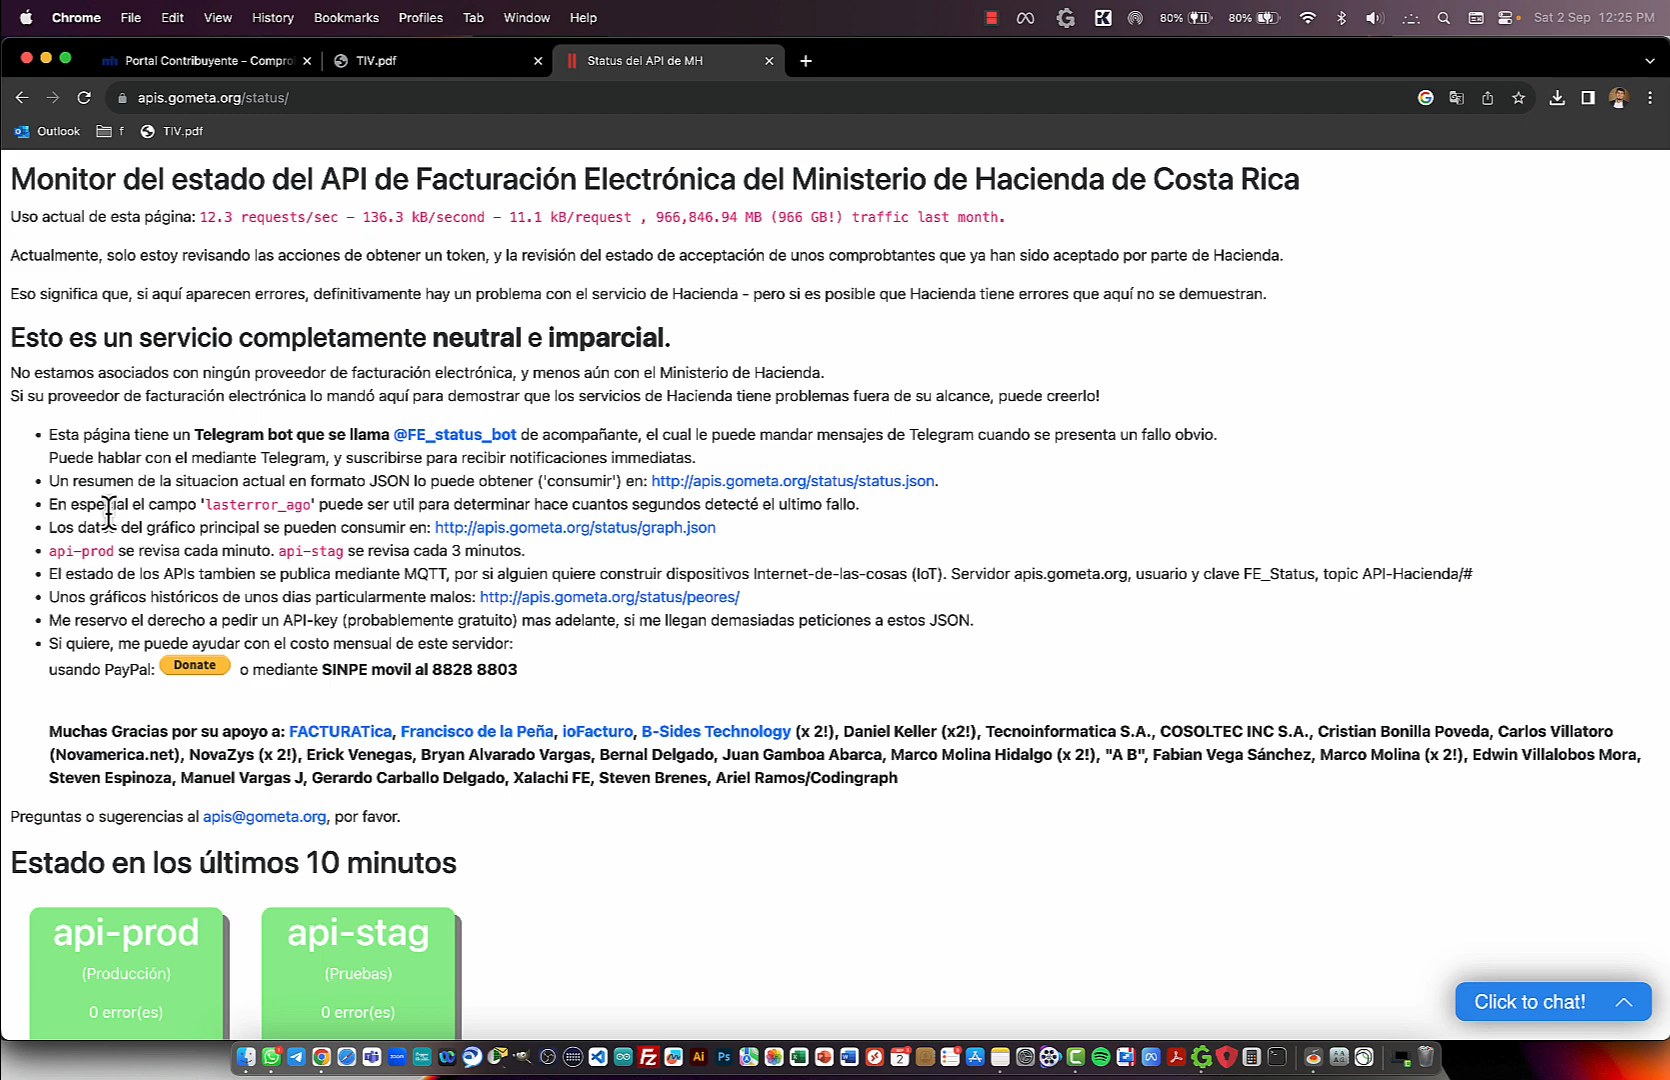 Chrome File Edit View History Bookmarks Profiles Tab Window Help 80% 80% Sat 2 Sep 12:25 PM
Portal Contribuyente – Compro TIV.pdf Status del API de MH
apis.gometa.org/status/
Outlook f TIV.pdf
Monitor del estado del API de Facturación Electrónica del Ministerio de Hacienda de Costa Rica
Uso actual de esta página: 12.3 requests/sec – 136.3 kB/second – 11.1 kB/request , 966,846.94 MB (966 GB!) traffic last month.
Actualmente, solo estoy revisando las acciones de obtener un token, y la revisión del estado de acceptación de unos comprobtantes que ya han sido aceptado por parte de Hacienda.
Eso significa que, si aquí aparecen errores, definitivamente hay un problema con el servicio de Hacienda - pero si es posible que Hacienda tiene errores que aquí no se demuestran.
Esto es un servicio completamente neutral e imparcial.
No estamos asociados con ningún proveedor de facturación electrónica, y menos aún con el Ministerio de Hacienda.
Si su proveedor de facturación electrónica lo mandó aquí para demostrar que los servicios de Hacienda tiene problemas fuera de su alcance, puede creerlo!
• Esta página tiene un Telegram bot que se llama @FE_status_bot de acompañante, el cual le puede mandar mensajes de Telegram cuando se presenta un fallo obvio.
Puede hablar con el mediante Telegram, y suscribirse para recibir notificaciones immediatas.
• Un resumen de la situacion actual en formato JSON lo puede obtener ('consumir') en: http://apis.gometa.org/status/status.json.
• En especial el campo 'lasterror_ago' puede ser util para determinar hace cuantos segundos detecté el ultimo fallo.
• Los datos del gráfico principal se pueden consumir en: http://apis.gometa.org/status/graph.json
• api-prod se revisa cada minuto. api-stag se revisa cada 3 minutos.
• El estado de los APIs tambien se publica mediante MQTT, por si alguien quiere construir dispositivos Internet-de-las-cosas (IoT). Servidor apis.gometa.org, usuario y clave FE_Status, topic API-Hacienda/#
• Unos gráficos históricos de unos dias particularmente malos: http://apis.gometa.org/status/peores/
• Me reservo el derecho a pedir un API-key (probablemente gratuito) mas adelante, si me llegan demasiadas peticiones a estos JSON.
• Si quiere, me puede ayudar con el costo mensual de este servidor:
usando PayPal: Donate o mediante SINPE movil al 8828 8803
Muchas Gracias por su apoyo a: FACTURATica, Francisco de la Peña, ioFacturo, B-Sides Technology (x 2!), Daniel Keller (x2!), Tecnoinformatica S.A., COSOLTEC INC S.A., Cristian Bonilla Poveda, Carlos Villatoro
(Novamerica.net), NovaZys (x 2!), Erick Venegas, Bryan Alvarado Vargas, Bernal Delgado, Juan Gamboa Abarca, Marco Molina Hidalgo (x 2!), "A B", Fabian Vega Sánchez, Marco Molina (x 2!), Edwin Villalobos Mora,
Steven Espinoza, Manuel Vargas J, Gerardo Carballo Delgado, Xalachi FE, Steven Brenes, Ariel Ramos/Codingraph
Preguntas o sugerencias al apis@gometa.org, por favor.
Estado en los últimos 10 minutos
api-prod api-stag
(Producción) (Pruebas)
0 error(es) 0 error(es)
Click to chat!